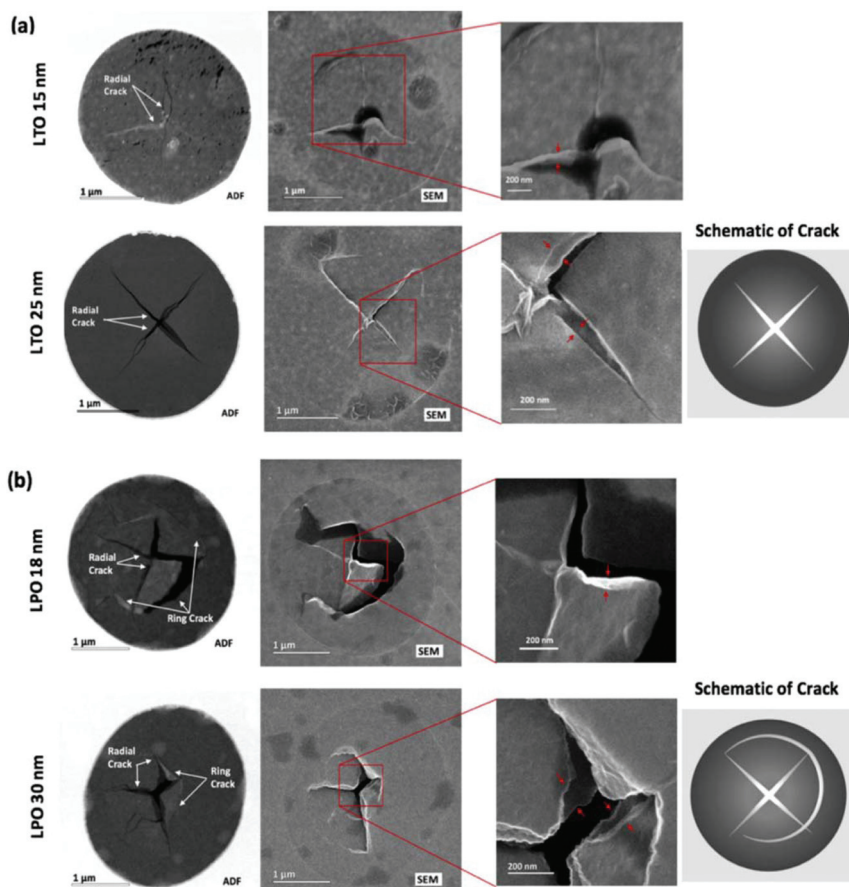 (a)
LTO 15 nm
Radial
Crack
1 μm
ADF
1 μm
SEM
200 nm
LTO 25 nm
Radial
Crack
1 μm
ADF
1 μm
SEM
200 nm
Schematic of Crack
(b)
LPO 18 nm
Radial
Crack
Ring Crack
1 μm
ADF
1 μm
SEM
200 nm
LPO 30 nm
Radial
Crack
Ring
Crack
1 μm
ADF
1 μm
SEM
200 nm
Schematic of Crack